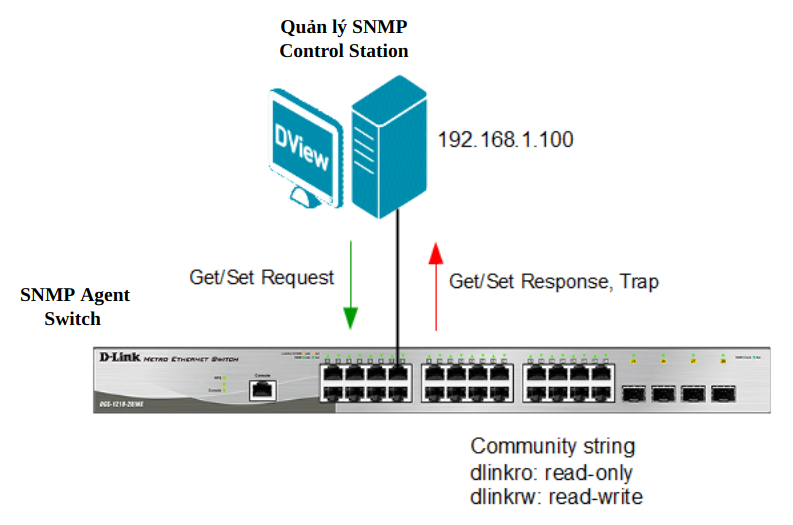 Quản lý SNMP
Control Station
DView
192.168.1.100
Get/Set Request
Get/Set Response, Trap
SNMP Agent
Switch
D-Link METRO ETHERNET SWITCH
Console
Console
DGS-1210-28/ME
Community string
dlinkro: read-only
dlinkrw: read-write